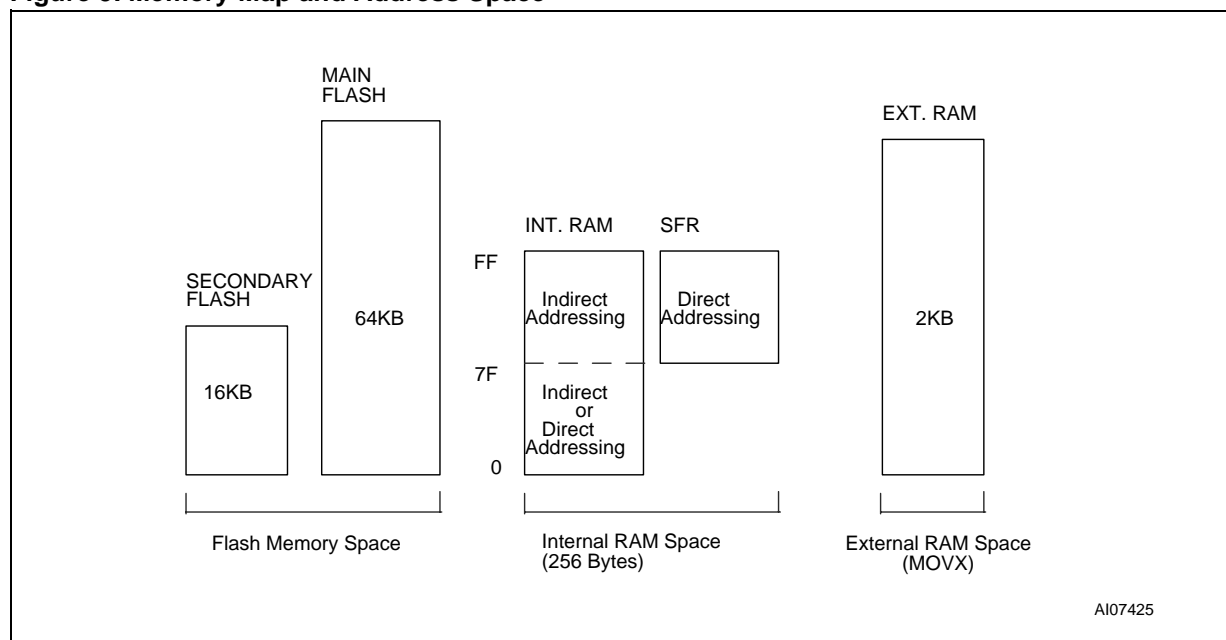 Figure Memory Map and Address Space
MAIN
FLASH
EXT. RAM
INT. RAM
SFR
FF
SECONDARY
FLASH
Indirect
Addressing
Direct
Addressing
64KB
2KB
7F
16KB
Indirect
or
Direct
Addressing
0
Flash Memory Space
Internal RAM Space
(256 Bytes)
External RAM Space
(MOVX)
AI07425